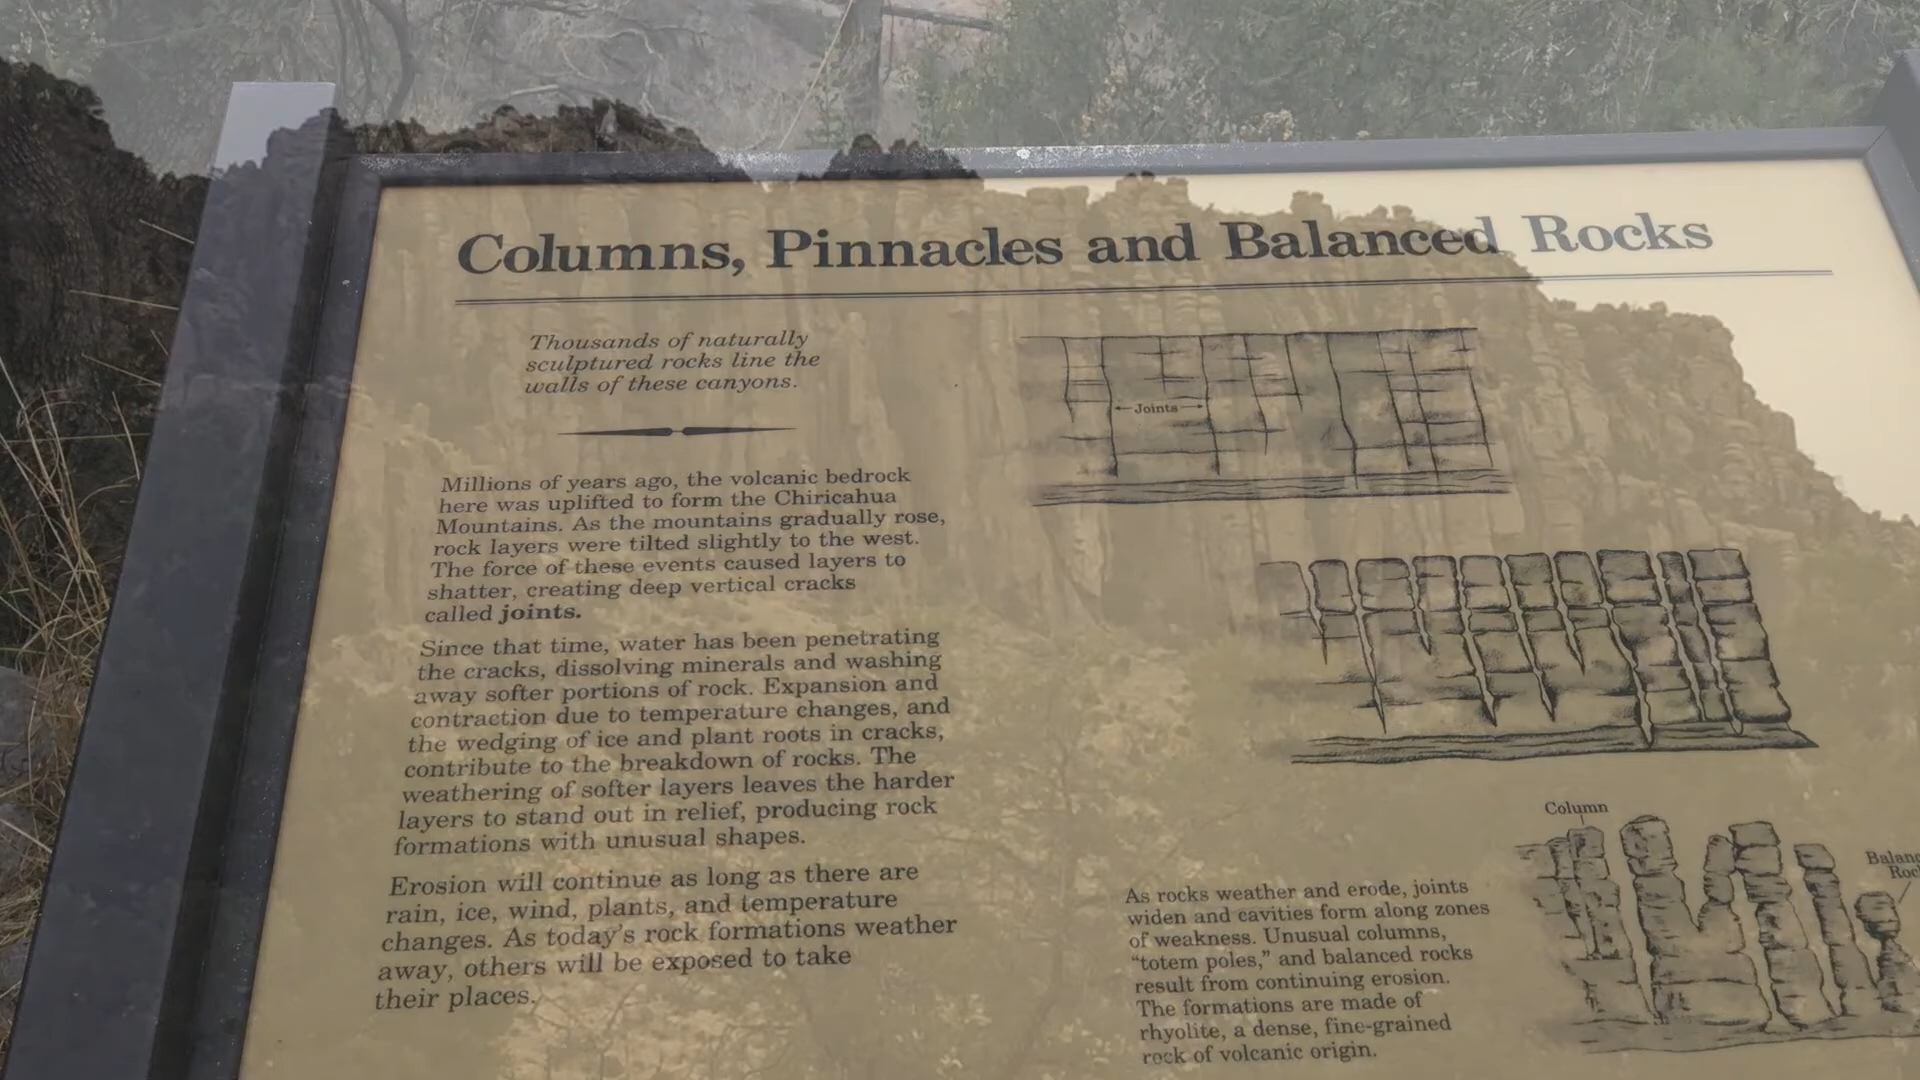 Columns, Pinnacles and Balanced Rocks
Thousands of naturally
sculptured rocks line the
walls of these canyons.
Millions of years ago, the volcanic bedrock
here was uplifted to form the Chiricahua
Mountains. As the mountains gradually rose,
rock layers were tilted slightly to the west.
The force of these events caused layers to
shatter, creating deep vertical cracks
called joints.
Since that time, water has been penetrating
the cracks, dissolving minerals and washing
away softer portions of rock. Expansion and
contraction due to temperature changes, and
the wedging of ice and plant roots in cracks,
contribute to the breakdown of rocks. The
weathering of softer layers leaves the harder
layers to stand out in relief, producing rock
formations with unusual shapes.
Erosion will continue as long as there are
rain, ice, wind, plants, and temperature
changes. As today's rock formations weather
away, others will be exposed to take
their places.
Joints
Column
As rocks weather and erode, joints
widen and cavities form along zones
of weakness. Unusual columns,
“totem poles,” and balanced rocks
result from continuing erosion.
The formations are made of
rhyolite, a dense, fine-grained
rock of volcanic origin.